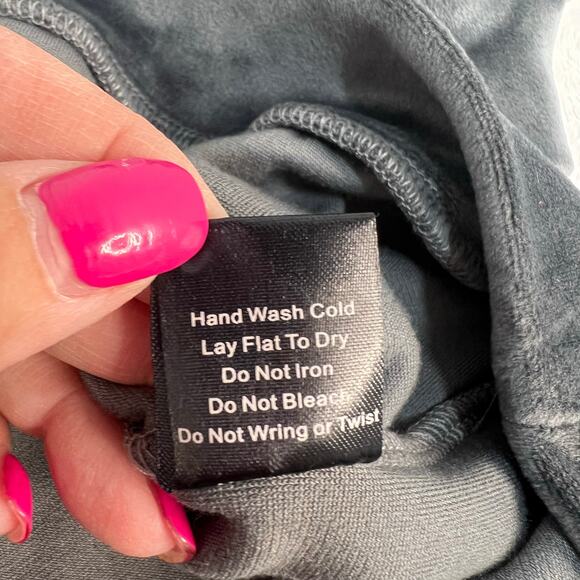 Hand Wash Cold
Lay Flat To Dry
Do Not Iron
Do Not Bleach
Do Not Wring or Twist